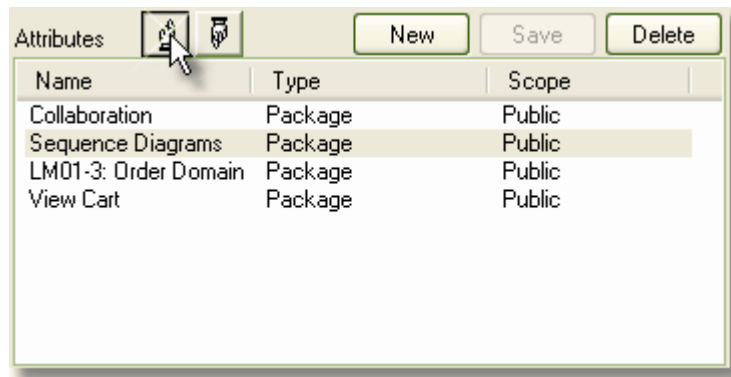 Attributes New Save Delete
Name Type Scope
Collaboration Package Public
Sequence Diagrams Package Public
LM01-3: Order Domain Package Public
View Cart Package Public